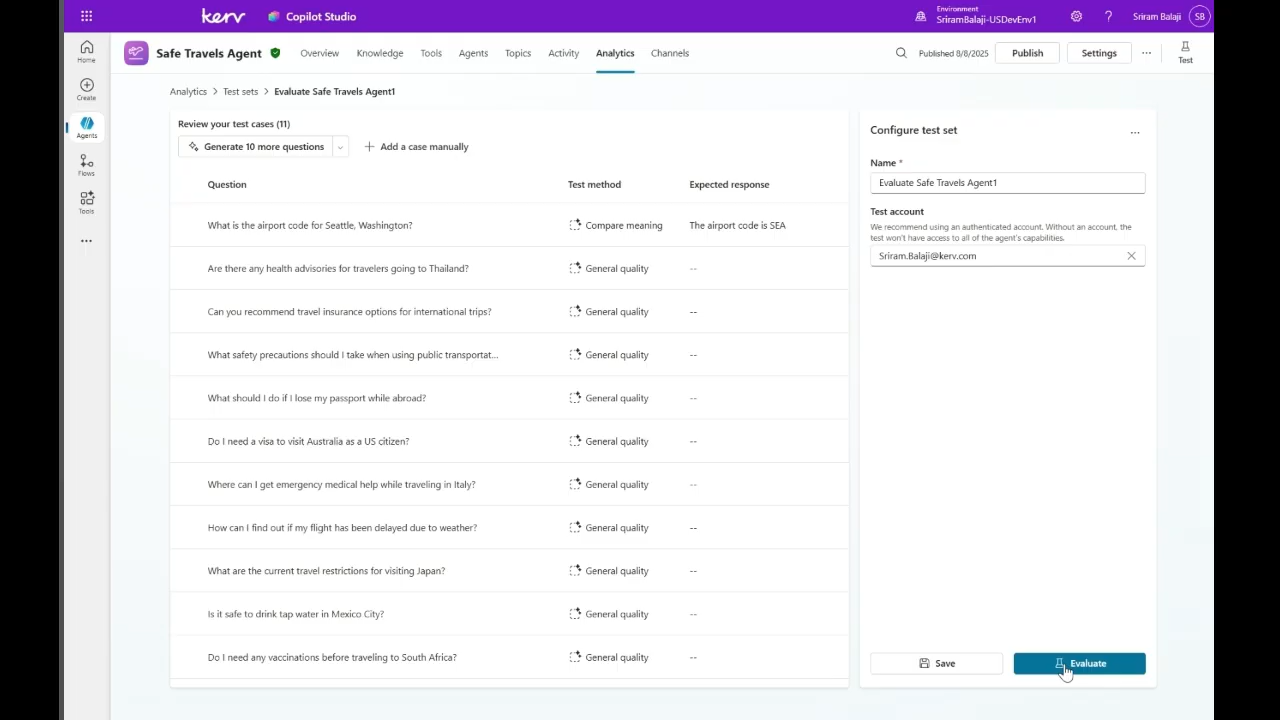 kerv
Copilot Studio
Environment
SriramBalaji-USDevEnv1
?
Sriram Balaji
SB
Home
Create
Agents
Flows
Tools
Safe Travels Agent
Overview
Knowledge
Tools
Agents
Topics
Activity
Analytics
Channels
Published 8/8/2025
Publish
Settings
Test
Analytics > Test sets > Evaluate Safe Travels Agent1
Review your test cases (11)
Generate 10 more questions
Add a case manually
Question Test method Expected response
What is the airport code for Seattle, Washington? Compare meaning The airport code is SEA
Are there any health advisories for travelers going to Thailand? General quality --
Can you recommend travel insurance options for international trips? General quality --
What safety precautions should I take when using public transportat... General quality --
What should I do if I lose my passport while abroad? General quality --
Do I need a visa to visit Australia as a US citizen? General quality --
Where can I get emergency medical help while traveling in Italy? General quality --
How can I find out if my flight has been delayed due to weather? General quality --
What are the current travel restrictions for visiting Japan? General quality --
Is it safe to drink tap water in Mexico City? General quality --
Do I need any vaccinations before traveling to South Africa? General quality --
Configure test set
Name *
Evaluate Safe Travels Agent1
Test account
We recommend using an authenticated account. Without an account, the
test won't have access to all of the agent's capabilities.
Sriram.Balaji@kerv.com
Save
Evaluate